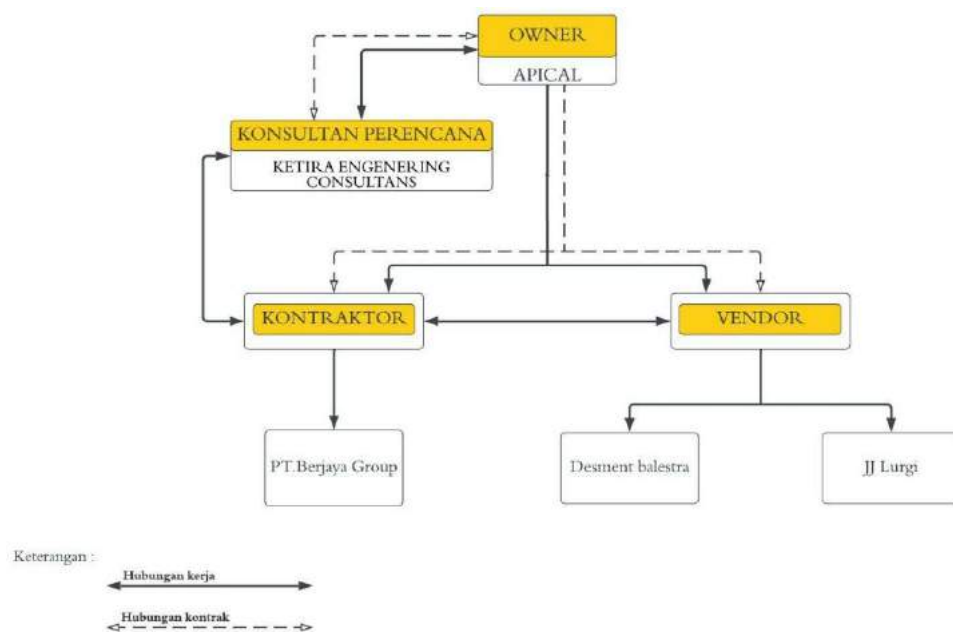 OWNER
APICAL
KONSULTAN PERENCANA
KETIRA ENGENERING
CONSULTANS
KONTRAKTOR
VENDOR
PT.Berjaya Group
Desment balestra
JJ Lurgi
Keterangan :
Hubungan kerja
Hubungan kontrak